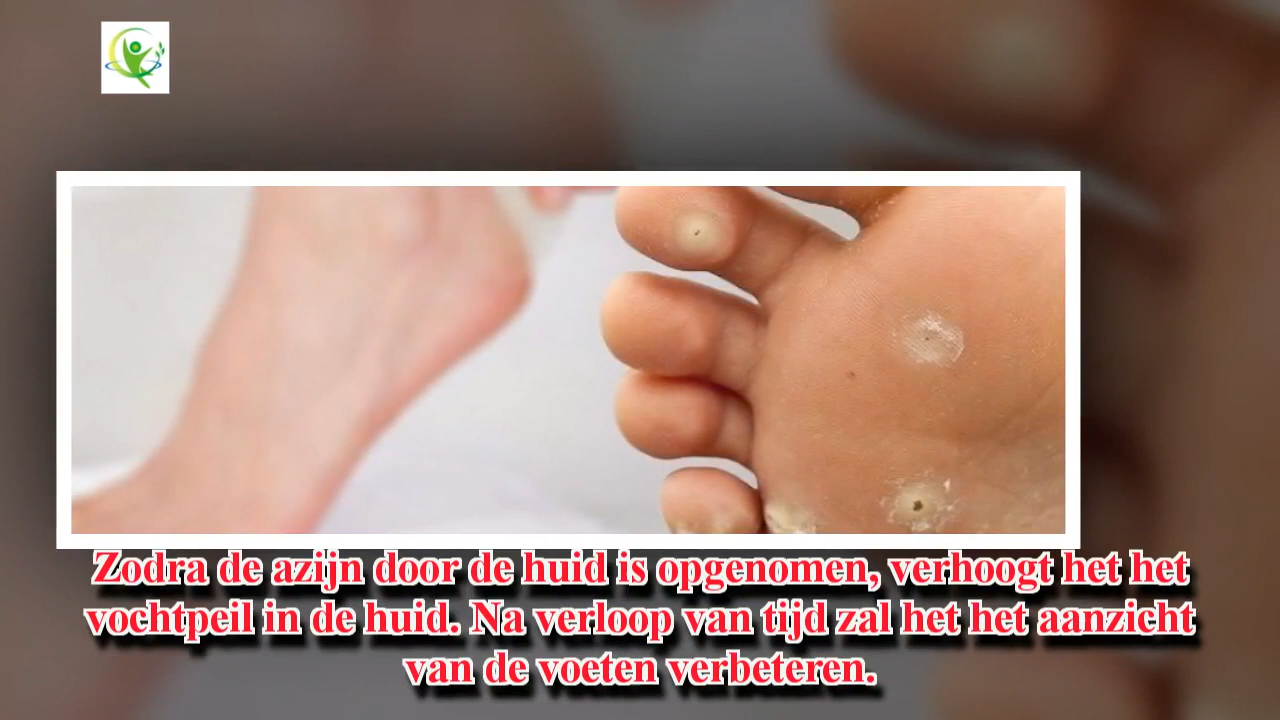 Zodra de azijn door de huid is opgenomen, verhoogt het het
vochtpeil in de huid. Na verloop van tijd zal het het aanzicht
van de voeten verbeteren.